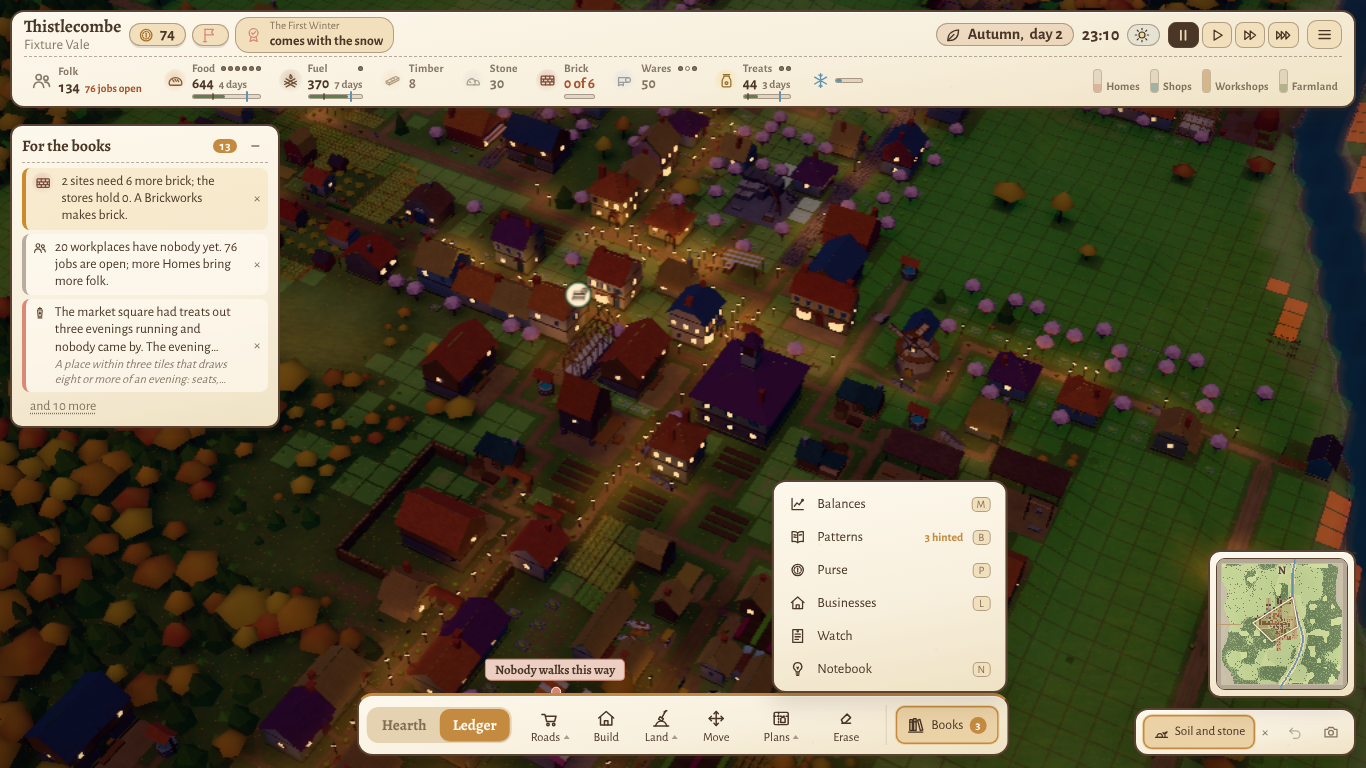 Thistlecombe
Fixture Vale
74
The First Winter
comes with the snow
Autumn, day 2
23:10
Folk
134 76 jobs open
Food
644 4 days
Fuel
370 7 days
Timber
8
Stone
30
Brick
0 of 6
Wares
50
Treats
44 3 days
Homes
Shops
Workshops
Farmland
For the books
13
2 sites need 6 more brick; the
stores hold 0. A Brickworks
makes brick.
20 workplaces have nobody yet. 76
jobs are open; more Homes bring
more folk.
The market square had treats out
three evenings running and
nobody came by. The evening...
A place within three tiles that draws
eight or more of an evening: seats,...
and 10 more
Balances M
Patterns 3 hinted B
Purse P
Businesses L
Watch
Notebook N
N
Nobody walks this way
Hearth
Ledger
Roads
Build
Land
Move
Plans
Erase
Books 3
Soil and stone